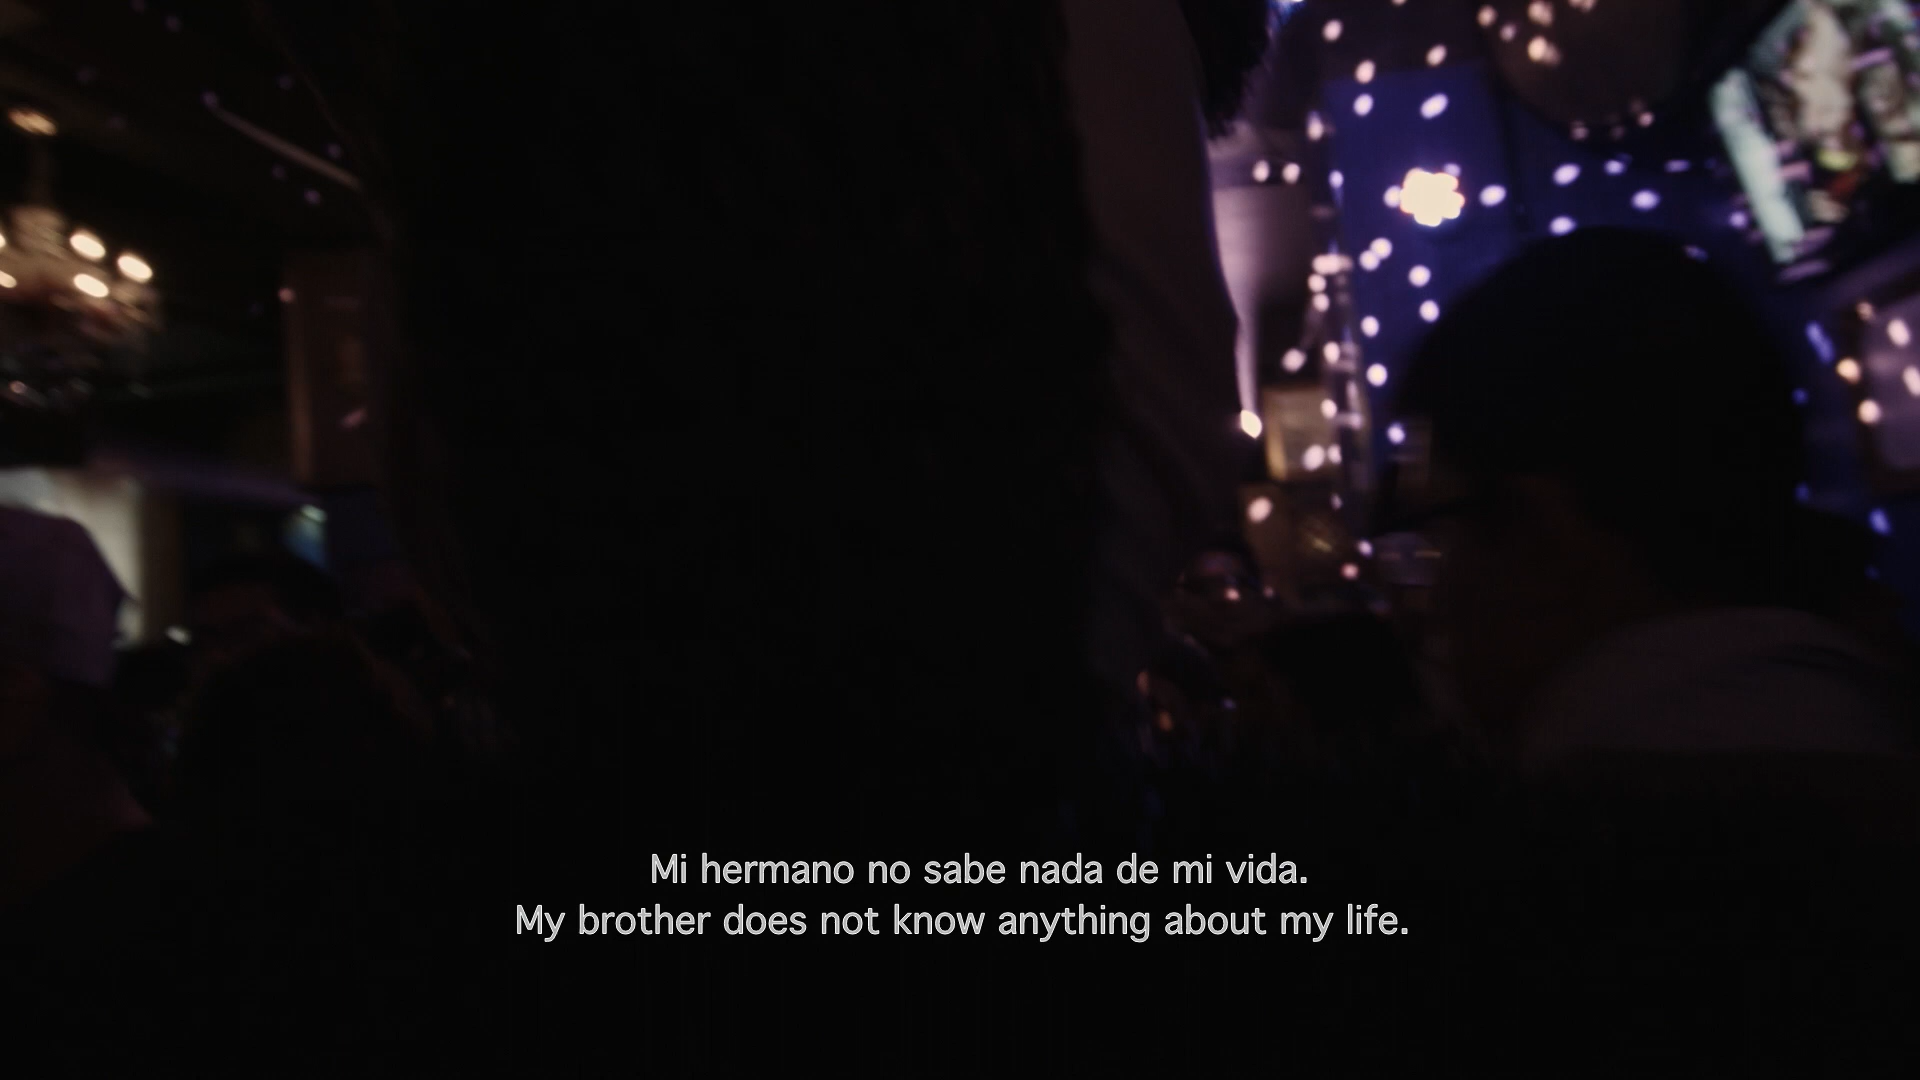 Mi hermano no sabe nada de mi vida.
My brother does not know anything about my life.